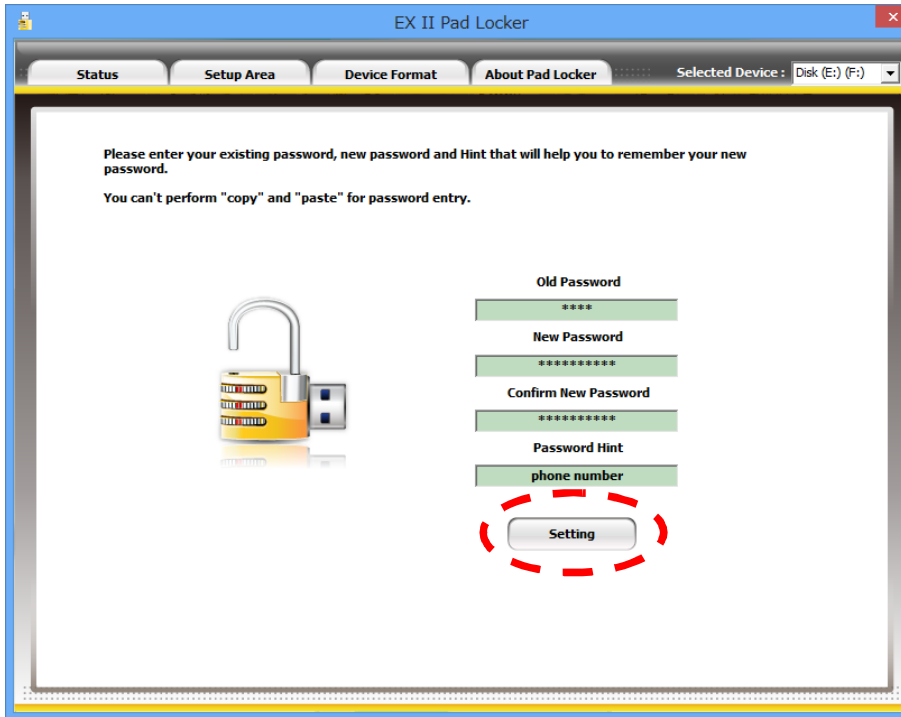 EX II Pad Locker
Status Setup Area Device Format About Pad Locker Selected Device : Disk (E:) (F:)
Please enter your existing password, new password and Hint that will help you to remember your new
password.
You can't perform "copy" and "paste" for password entry.
Old Password
****
New Password
**********
Confirm New Password
**********
Password Hint
phone number
Setting